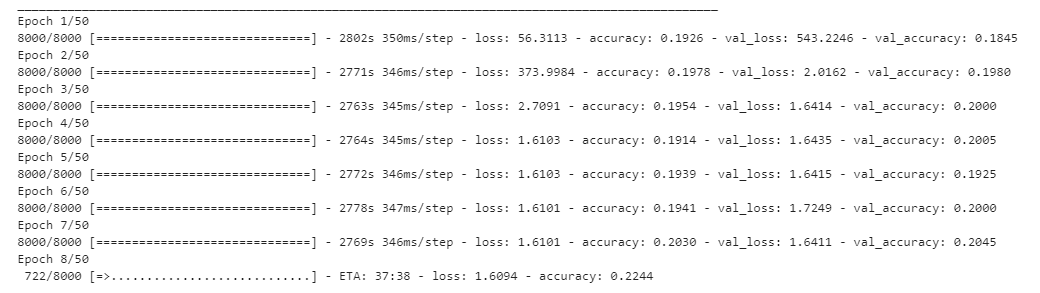 Epoch 1/50
8000/8000 [==============================] - 2802s 350ms/step - loss: 56.3113 - accuracy: 0.1926 - val_loss: 543.2246 - val_accuracy: 0.1845
Epoch 2/50
8000/8000 [==============================] - 2771s 346ms/step - loss: 373.9984 - accuracy: 0.1978 - val_loss: 2.0162 - val_accuracy: 0.1980
Epoch 3/50
8000/8000 [==============================] - 2763s 345ms/step - loss: 2.7091 - accuracy: 0.1954 - val_loss: 1.6414 - val_accuracy: 0.2000
Epoch 4/50
8000/8000 [==============================] - 2764s 345ms/step - loss: 1.6103 - accuracy: 0.1914 - val_loss: 1.6435 - val_accuracy: 0.2005
Epoch 5/50
8000/8000 [==============================] - 2772s 346ms/step - loss: 1.6103 - accuracy: 0.1939 - val_loss: 1.6415 - val_accuracy: 0.1925
Epoch 6/50
8000/8000 [==============================] - 2778s 347ms/step - loss: 1.6101 - accuracy: 0.1941 - val_loss: 1.7249 - val_accuracy: 0.2000
Epoch 7/50
8000/8000 [==============================] - 2769s 346ms/step - loss: 1.6101 - accuracy: 0.2030 - val_loss: 1.6411 - val_accuracy: 0.2045
Epoch 8/50
722/8000 [=>............................] - ETA: 37:38 - loss: 1.6094 - accuracy: 0.2244